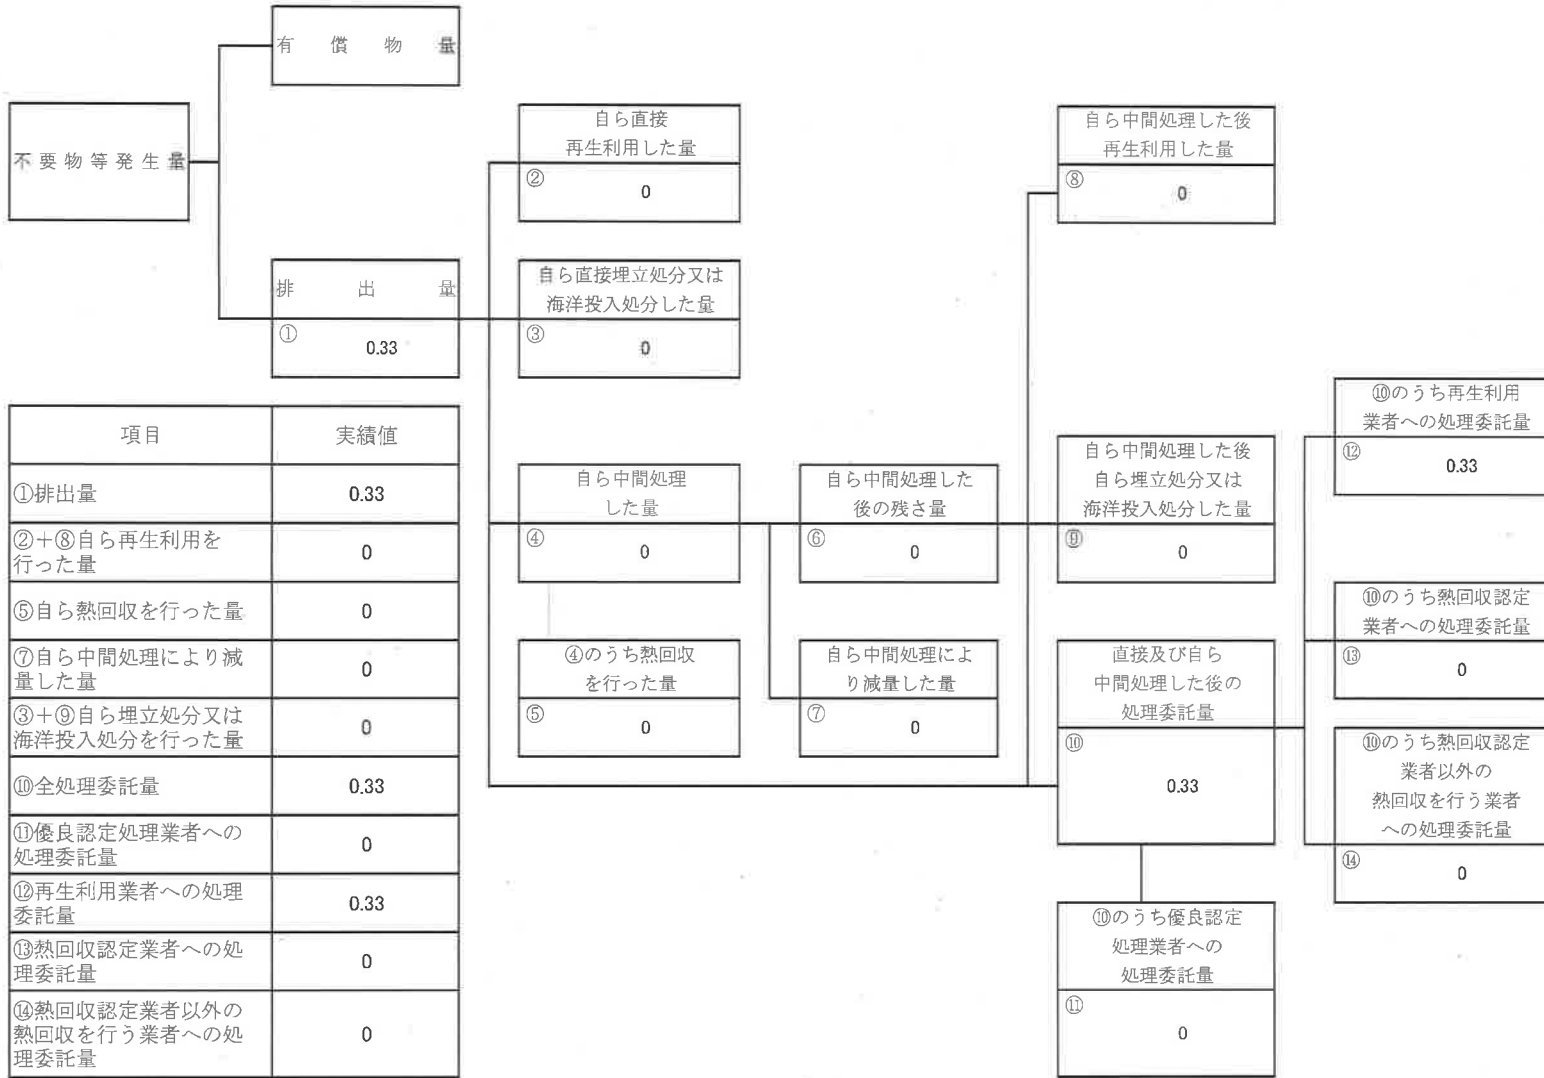 有償物量
不要物等発生量
排出量
①
0.33
自ら直接
再生利用した量
②
0
自ら直接埋立処分又は
海洋投入処分した量
③
0
自ら中間処理
した量
④
0
④のうち熱回収
を行った量
⑤
0
自ら中間処理した
後の残さ量
⑥
0
自ら中間処理によ
り減量した量
⑦
0
自ら中間処理した後
再生利用した量
⑧
0
自ら中間処理した後
自ら埋立処分又は
海洋投入処分した量
⑨
0
直接及び自ら
中間処理した後の
処理委託量
⑩
0.33
⑩のうち優良認定
処理業者への
処理委託量
⑪
0
⑩のうち再生利用
業者への処理委託量
⑫
0.33
⑩のうち熱回収認定
業者への処理委託量
⑬
0
⑩のうち熱回収認定
業者以外の
熱回収を行う業者
への処理委託量
⑭
0
項目 実績値
①排出量 0.33
②+⑧自ら再生利用を
行った量 0
⑤自ら熱回収を行った量 0
⑦自ら中間処理により減
量した量 0
③+⑨自ら埋立処分又は
海洋投入処分を行った量 0
⑩全処理委託量 0.33
⑪優良認定処理業者への
処理委託量 0
⑫再生利用業者への処理
委託量 0.33
⑬熱回収認定業者への処
理委託量 0
⑭熱回収認定業者以外の
熱回収を行う業者への処
理委託量 0